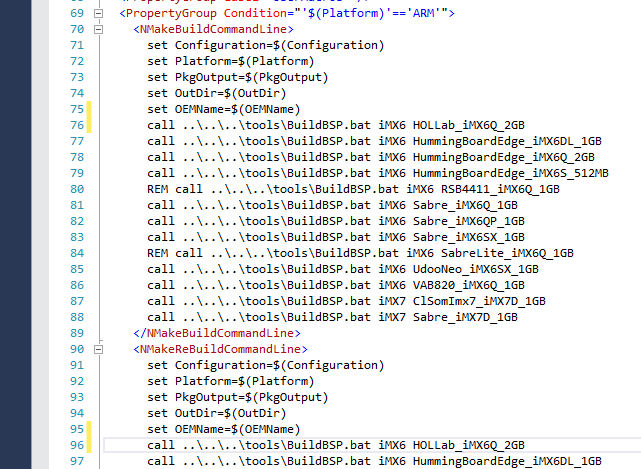 69 <PropertyGroup Condition="'$(Platform)'=='ARM'">
70 <NMakeBuildCommandLine>
71 set Configuration=$(Configuration)
72 set Platform=$(Platform)
73 set PkgOutput=$(PkgOutput)
74 set OutDir=$(OutDir)
75 set OEMName=$(OEMName)
76 call ..\..\..\tools\BuildBSP.bat iMX6 HOLLab_iMX6Q_2GB
77 call ..\..\..\tools\BuildBSP.bat iMX6 HummingBoardEdge_iMX6DL_1GB
78 call ..\..\..\tools\BuildBSP.bat iMX6 HummingBoardEdge_iMX6Q_2GB
79 call ..\..\..\tools\BuildBSP.bat iMX6 HummingBoardEdge_iMX6S_512MB
80 REM call ..\..\..\tools\BuildBSP.bat iMX6 RSB4411_iMX6Q_1GB
81 call ..\..\..\tools\BuildBSP.bat iMX6 Sabre_iMX6Q_1GB
82 call ..\..\..\tools\BuildBSP.bat iMX6 Sabre_iMX6QP_1GB
83 call ..\..\..\tools\BuildBSP.bat iMX6 Sabre_iMX6SX_1GB
84 REM call ..\..\..\tools\BuildBSP.bat iMX6 SabreLite_iMX6Q_1GB
85 call ..\..\..\tools\BuildBSP.bat iMX6 UdooNeo_iMX6SX_1GB
86 call ..\..\..\tools\BuildBSP.bat iMX6 VAB820_iMX6Q_1GB
87 call ..\..\..\tools\BuildBSP.bat iMX7 ClSomImx7_iMX7D_1GB
88 call ..\..\..\tools\BuildBSP.bat iMX7 Sabre_iMX7D_1GB
89 </NMakeBuildCommandLine>
90 <NMakeReBuildCommandLine>
91 set Configuration=$(Configuration)
92 set Platform=$(Platform)
93 set PkgOutput=$(PkgOutput)
94 set OutDir=$(OutDir)
95 set OEMName=$(OEMName)
96 call ..\..\..\tools\BuildBSP.bat iMX6 HOLLab_iMX6Q_2GB
97 call ..\..\..\tools\BuildBSP.bat iMX6 HummingBoardEdge_iMX6DL_1GB